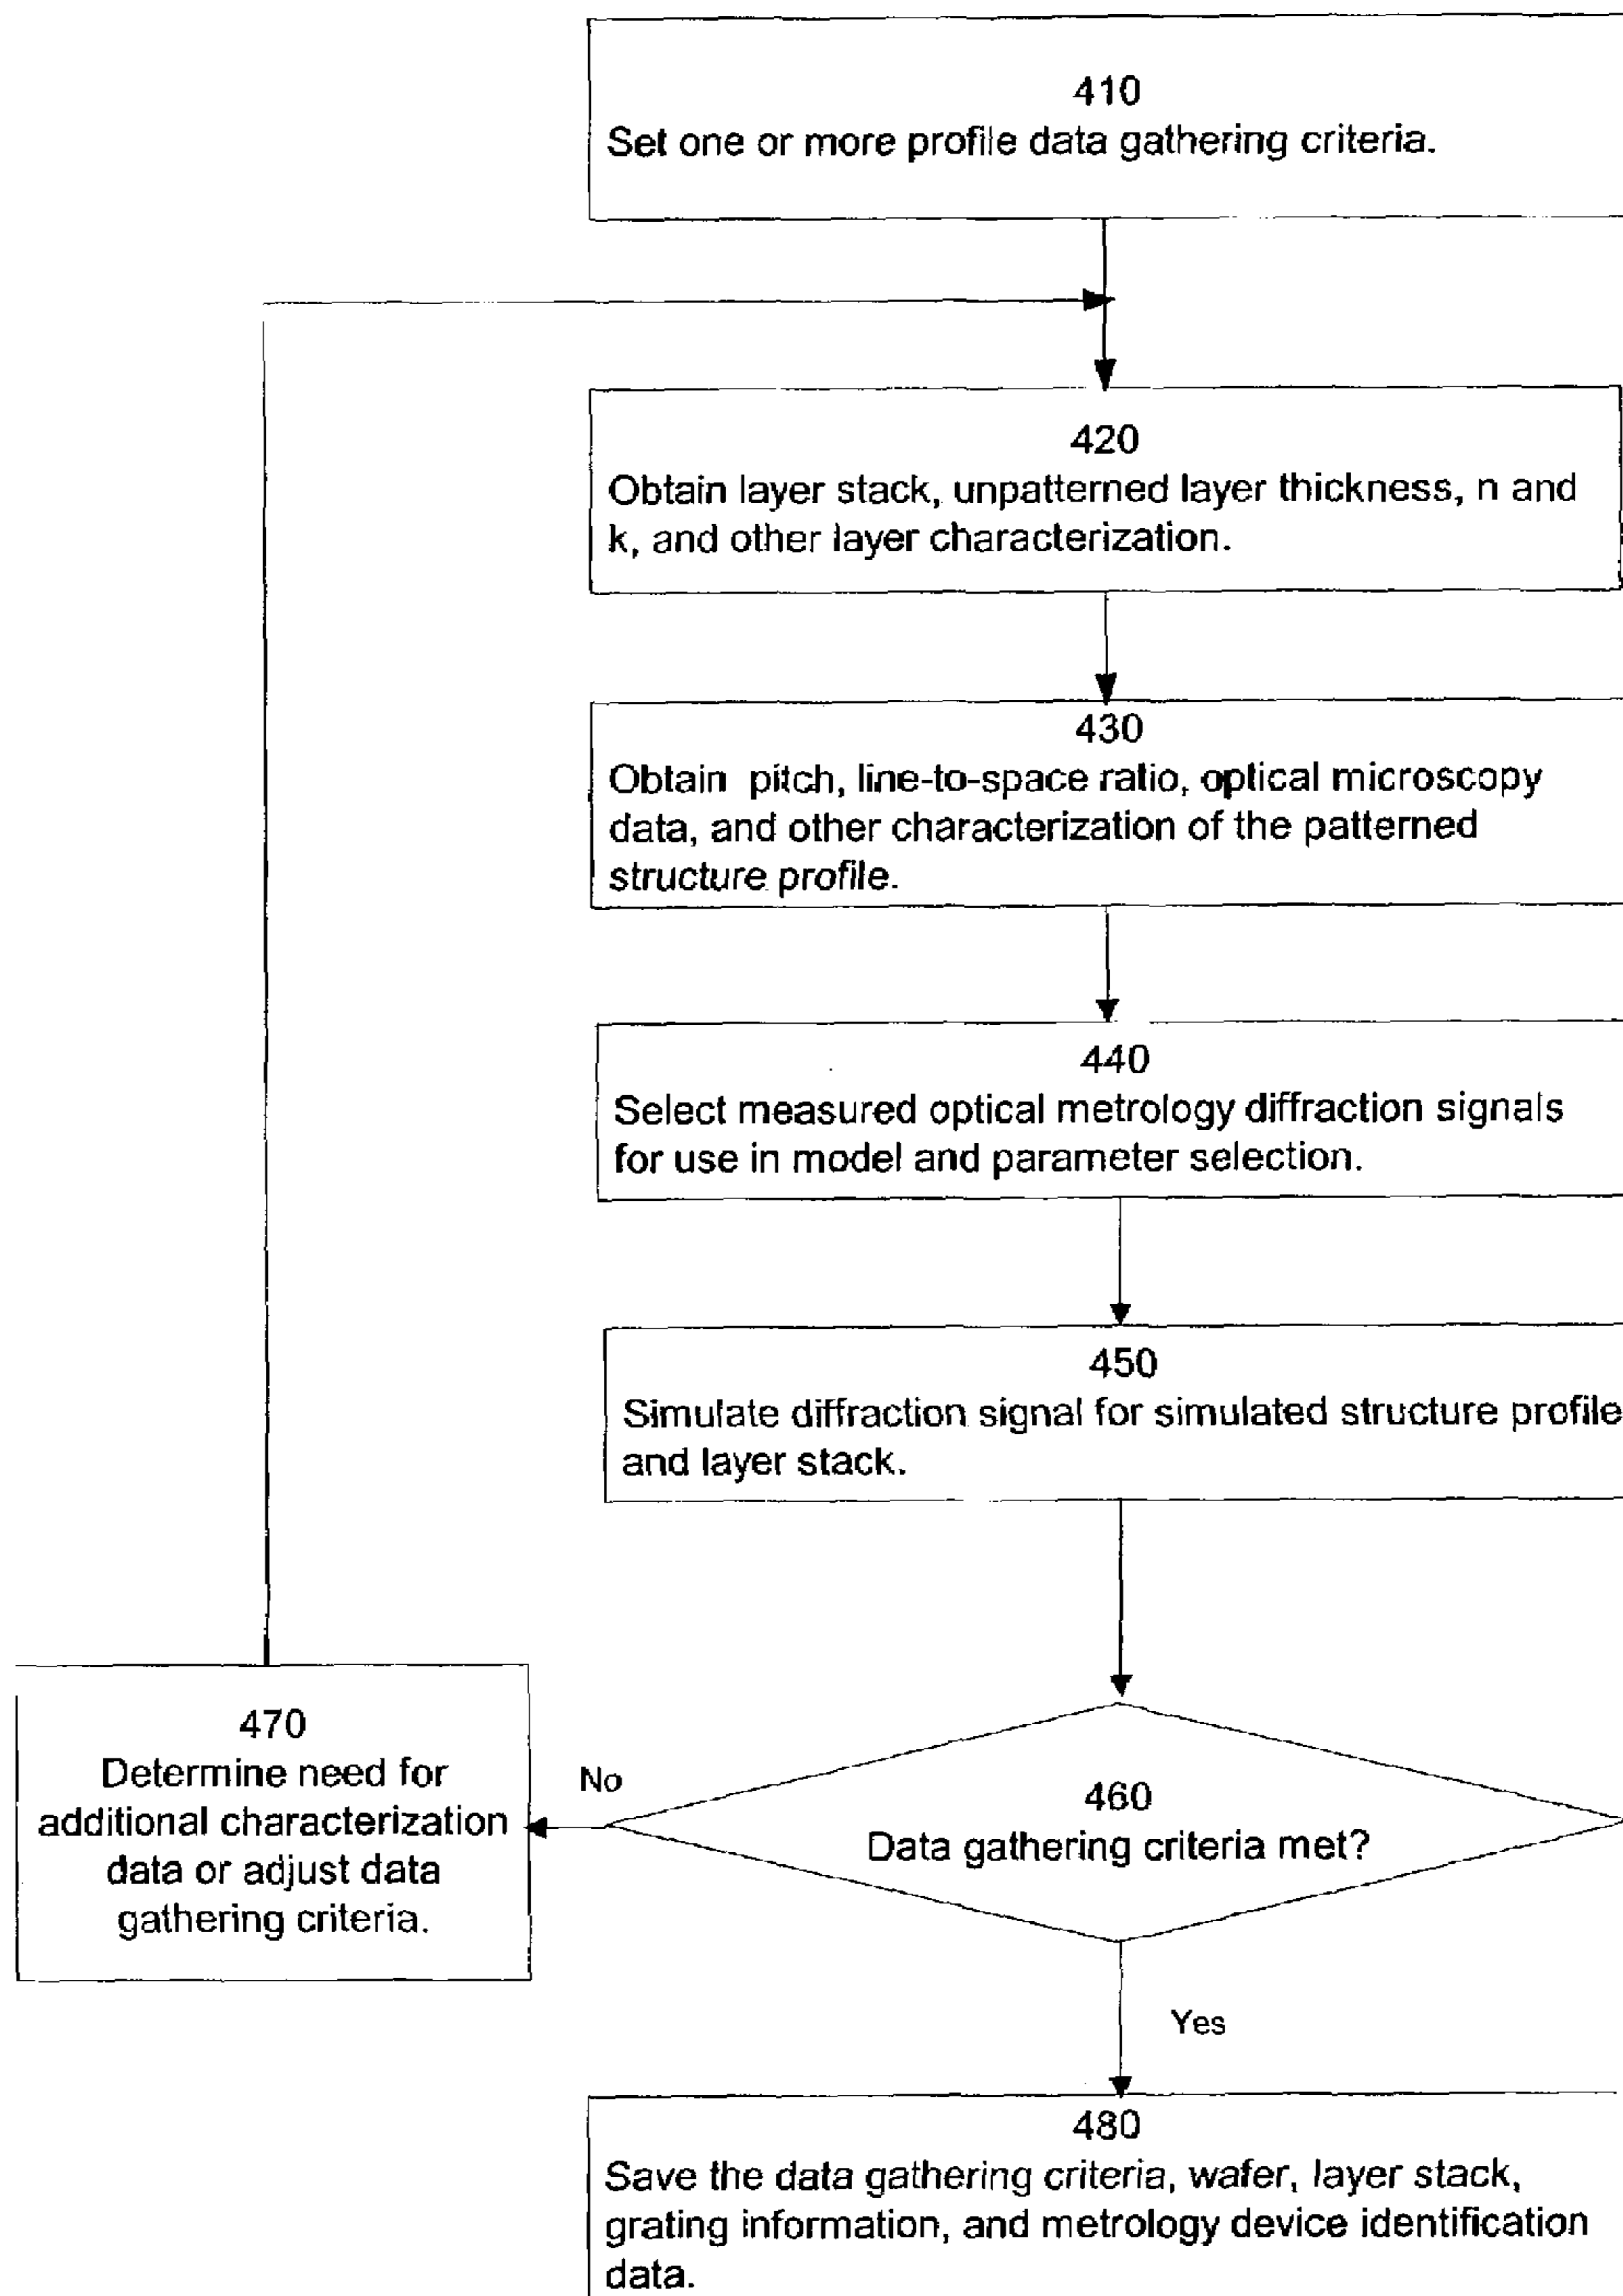 410
Set one or more profile data gathering criteria.
420
Obtain layer stack, unpatterned layer thickness, n and
k, and other layer characterization.
430
Obtain pitch, line-to-space ratio, optical microscopy
data, and other characterization of the patterned
structure profile.
440
Select measured optical metrology diffraction signals
for use in model and parameter selection.
450
Simulate diffraction signal for simulated structure profile
and layer stack.
470
Determine need for
additional characterization
data or adjust data
gathering criteria.
No
460
Data gathering criteria met?
Yes
480
Save the data gathering criteria, wafer, layer stack,
grating information, and metrology device identification
data.